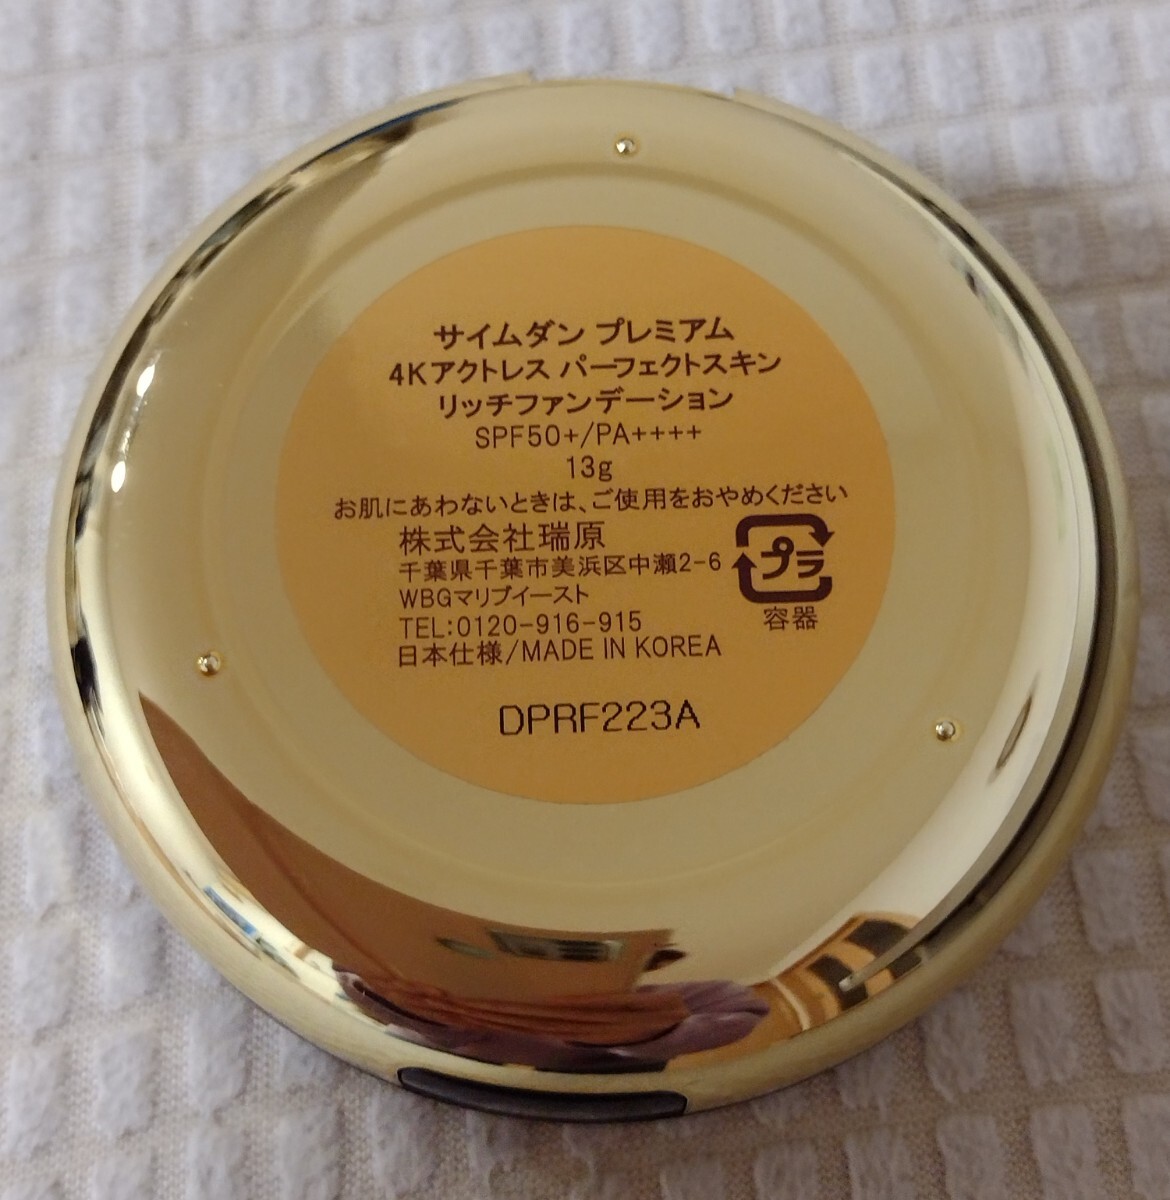 サイムダン プレミアム
4Kアクトレス パーフェクトスキン
リッチファンデーション
SPF50+/PA++++
13g
お肌にあわないときは、ご使用をおやめください
株式会社瑞原
千葉県千葉市美浜区中瀬2-6
WBGマリブイースト
TEL:0120-916-915
日本仕様/MADE IN KOREA
プラ
容器
DPRF223A